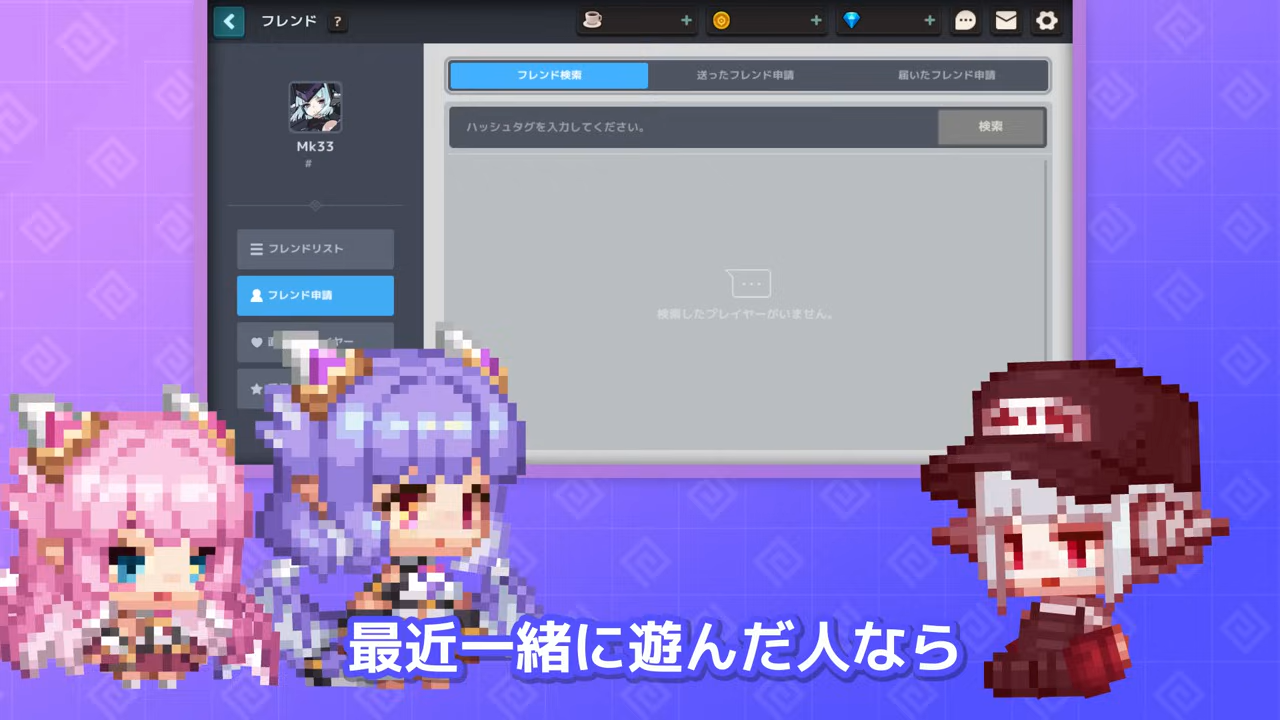 フレンド ?
フレンド検索
送ったフレンド申請
届いたフレンド申請
ハッシュタグを入力してください。
検索
Mk33
#
フレンドリスト
フレンド申請
検索したプレイヤーがいません。
最近一緒に遊んだ人なら